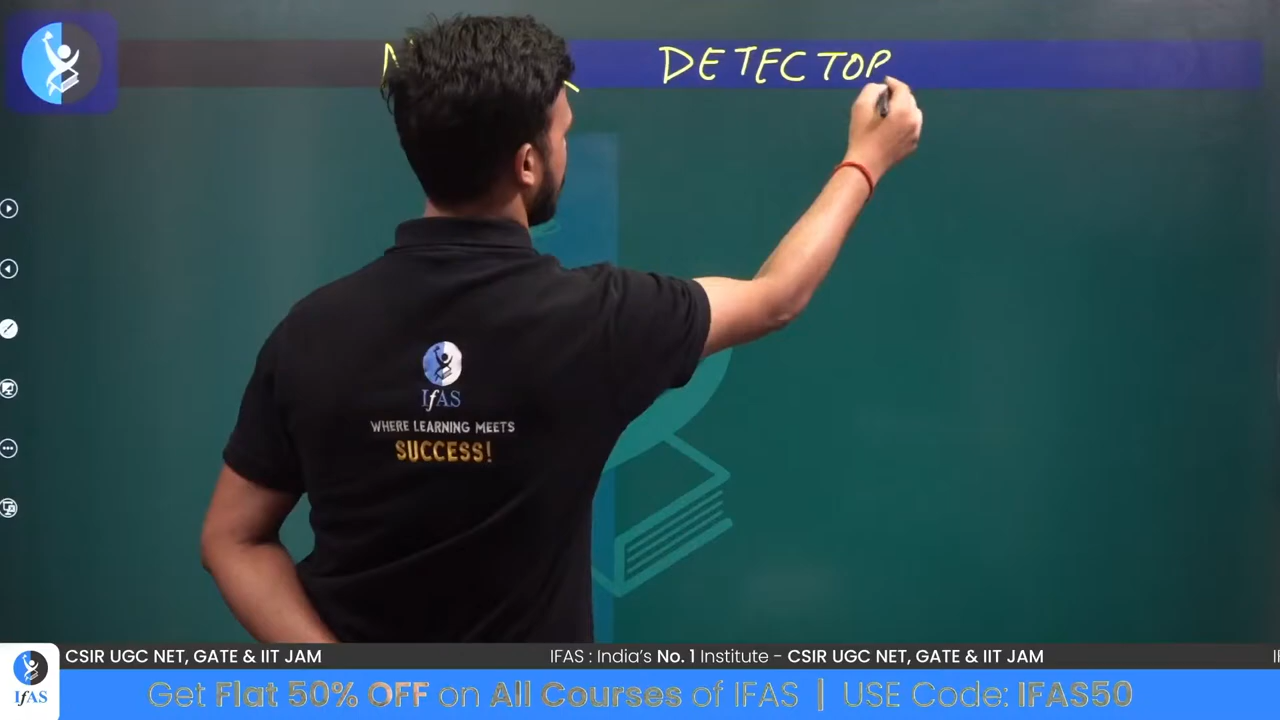 DETECTOR
IfAS
WHERE LEARNING MEETS
SUCCESS!
CSIR UGC NET, GATE & IIT JAM
IFAS : India's No. 1 Institute - CSIR UGC NET, GATE & IIT JAM
IfAS
Get Flat 50% OFF on All Courses of IFAS | USE Code: IFAS50